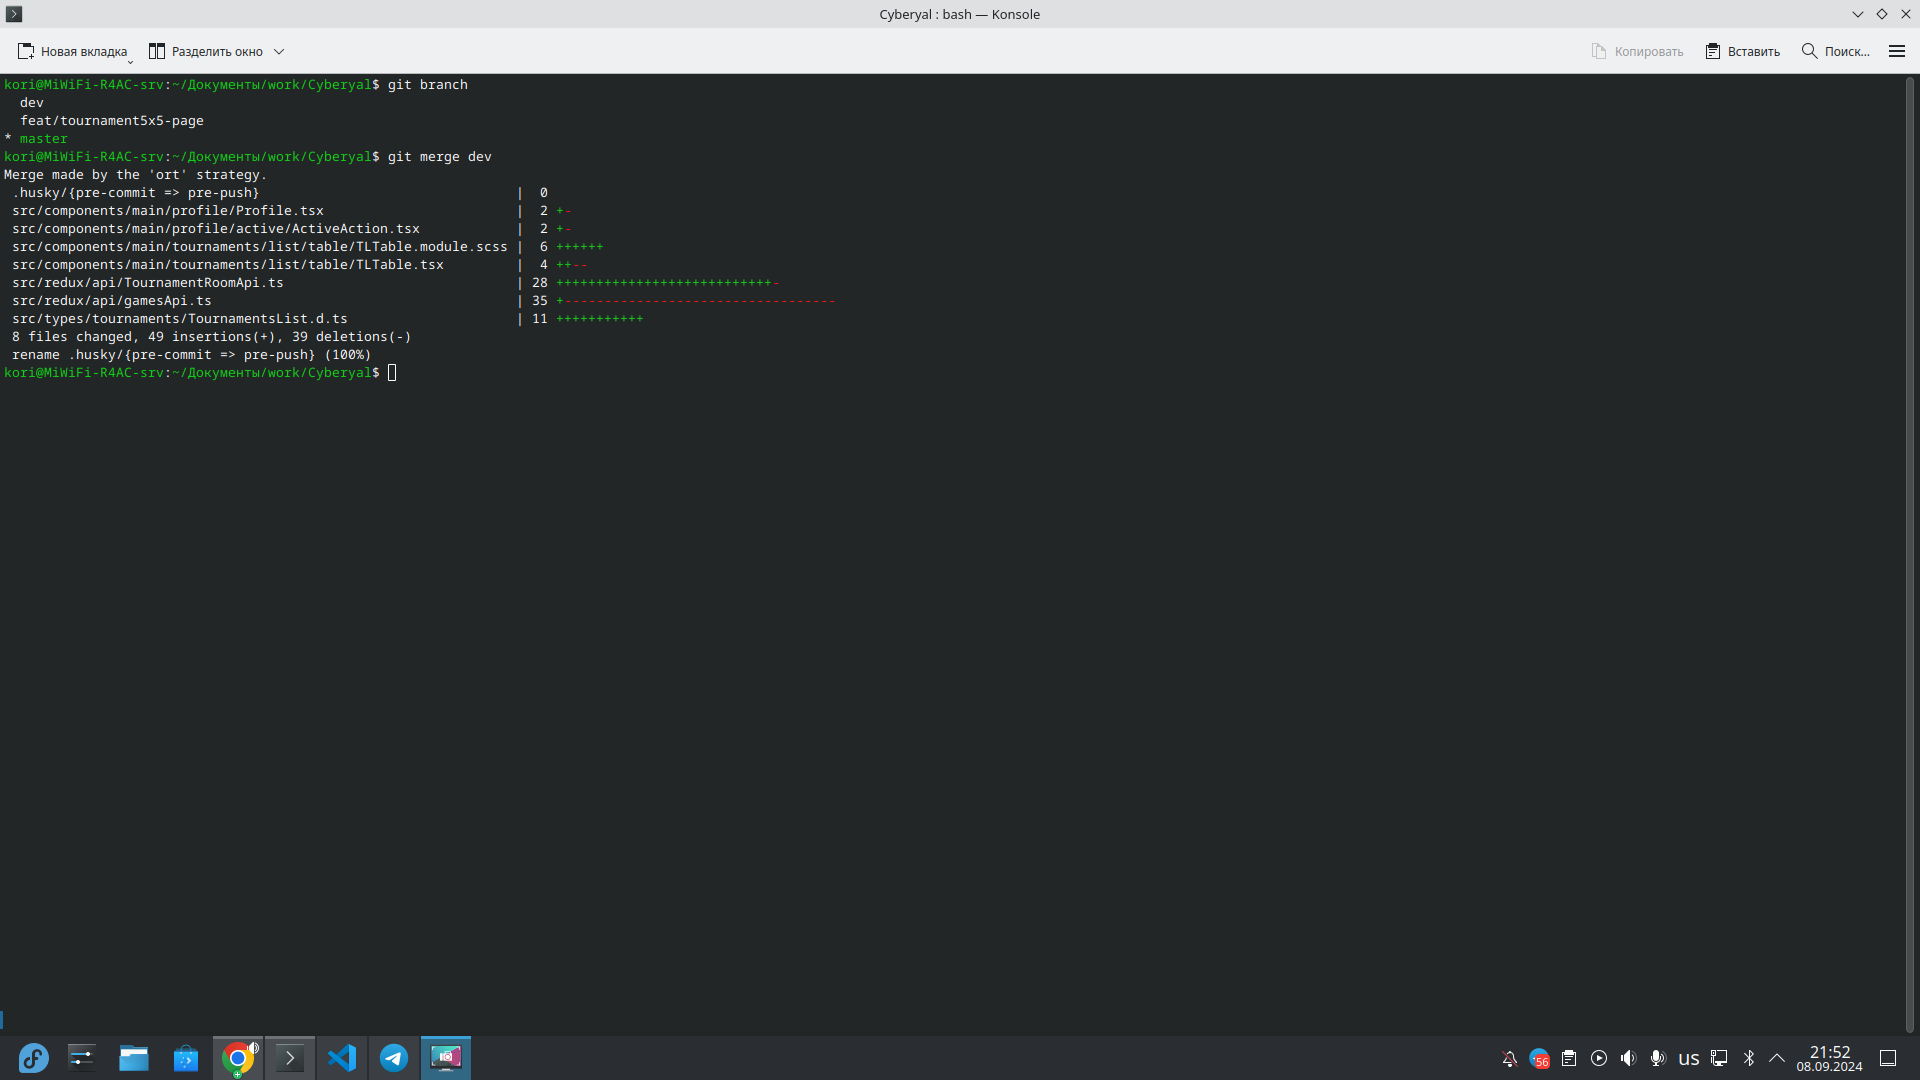 Cyberyal : bash — Konsole
Новая вкладка
Разделить окно
Копировать
Вставить
Поиск...
kori@MiWiFi-R4AC-srv:~/Документы/work/Cyberyal$ git branch
  dev
  feat/tournament5x5-page
* master
kori@MiWiFi-R4AC-srv:~/Документы/work/Cyberyal$ git merge dev
Merge made by the 'ort' strategy.
 .husky/{pre-commit => pre-push}                                |  0
 src/components/main/profile/Profile.tsx                        |  2 +-
 src/components/main/profile/active/ActiveAction.tsx            |  2 +-
 src/components/main/tournaments/list/table/TLTable.module.scss |  6 ++++++
 src/components/main/tournaments/list/table/TLTable.tsx         |  4 ++--
 src/redux/api/TournamentRoomApi.ts                             | 28 +++++++++++++++++++++++++++-
 src/redux/api/gamesApi.ts                                      | 35 +----------------------------------
 src/types/tournaments/TournamentsList.d.ts                     | 11 +++++++++++
 8 files changed, 49 insertions(+), 39 deletions(-)
 rename .husky/{pre-commit => pre-push} (100%)
kori@MiWiFi-R4AC-srv:~/Документы/work/Cyberyal$
56
us
21:52
08.09.2024